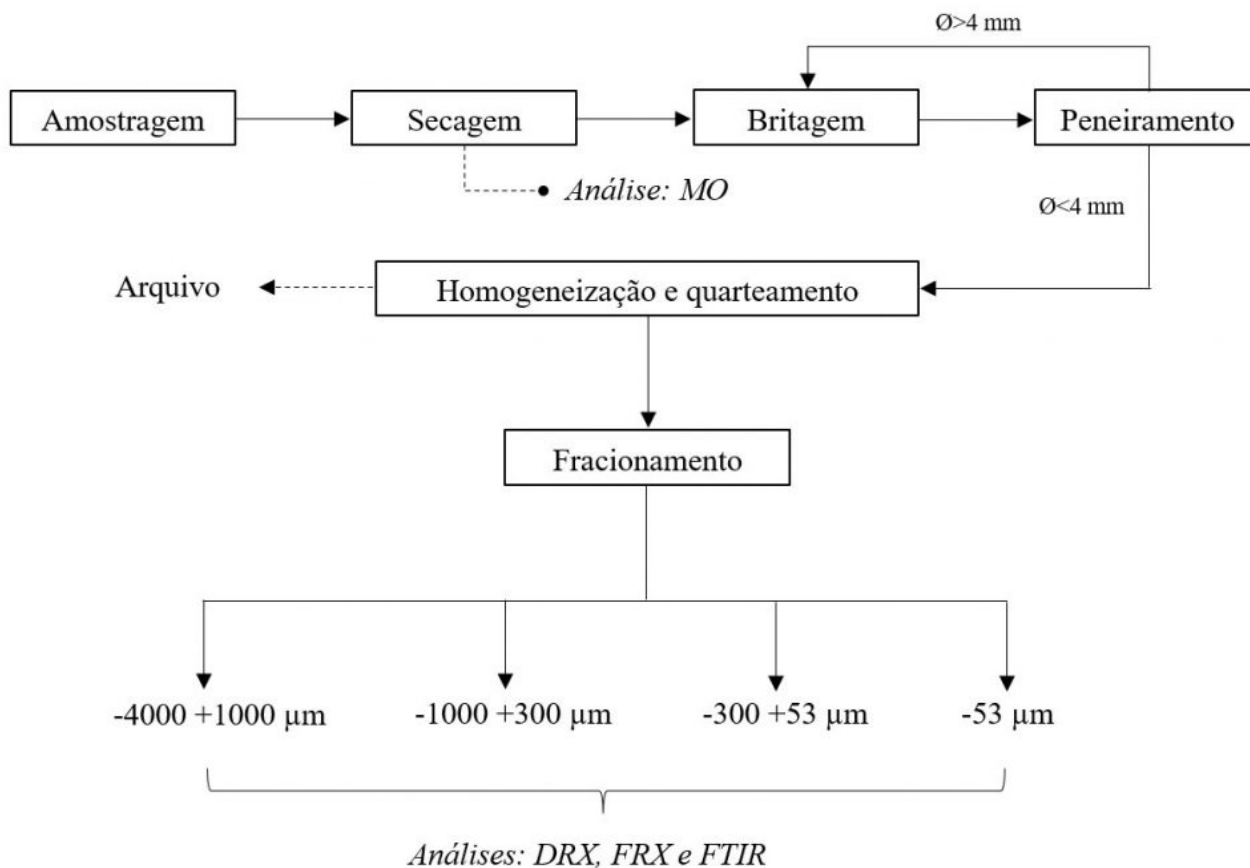 Ø>4 mm
Amostragem
Secagem
Britagem
Peneiramento
Análise: MO
Ø<4 mm
Arquivo
Homogeneização e quarteamento
Fracionamento
-4000 +1000 µm
-1000 +300 µm
-300 +53 µm
-53 µm
Análises: DRX, FRX e FTIR